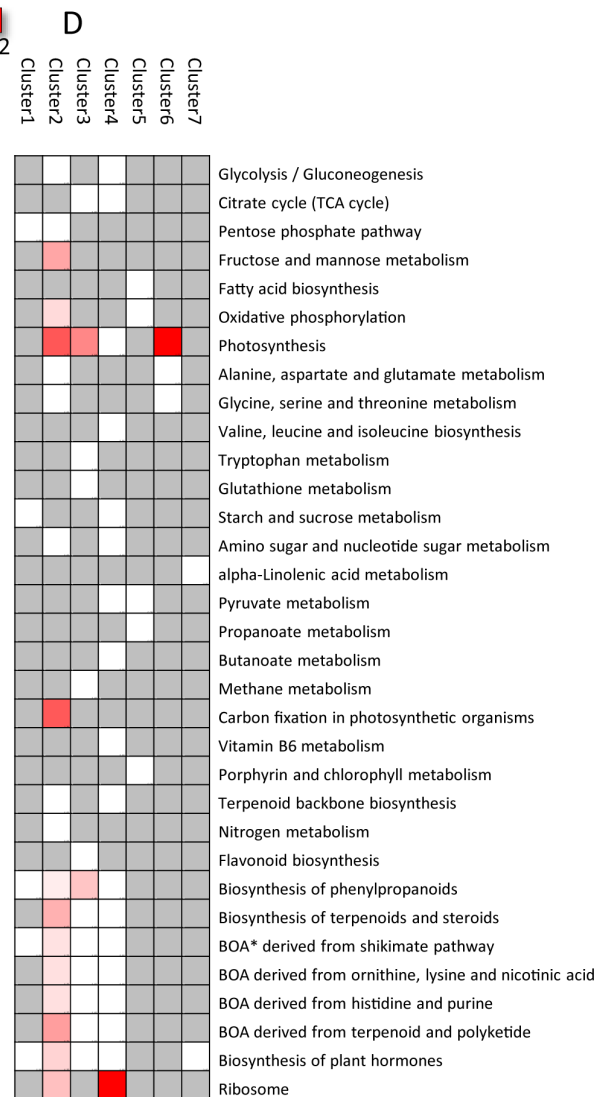 D
2
Cluster1
Cluster2
Cluster3
Cluster4
Cluster5
Cluster6
Cluster7
Glycolysis / Gluconeogenesis
Citrate cycle (TCA cycle)
Pentose phosphate pathway
Fructose and mannose metabolism
Fatty acid biosynthesis
Oxidative phosphorylation
Photosynthesis
Alanine, aspartate and glutamate metabolism
Glycine, serine and threonine metabolism
Valine, leucine and isoleucine biosynthesis
Tryptophan metabolism
Glutathione metabolism
Starch and sucrose metabolism
Amino sugar and nucleotide sugar metabolism
alpha-Linolenic acid metabolism
Pyruvate metabolism
Propanoate metabolism
Butanoate metabolism
Methane metabolism
Carbon fixation in photosynthetic organisms
Vitamin B6 metabolism
Porphyrin and chlorophyll metabolism
Terpenoid backbone biosynthesis
Nitrogen metabolism
Flavonoid biosynthesis
Biosynthesis of phenylpropanoids
Biosynthesis of terpenoids and steroids
BOA* derived from shikimate pathway
BOA derived from ornithine, lysine and nicotinic acid
BOA derived from histidine and purine
BOA derived from terpenoid and polyketide
Biosynthesis of plant hormones
Ribosome